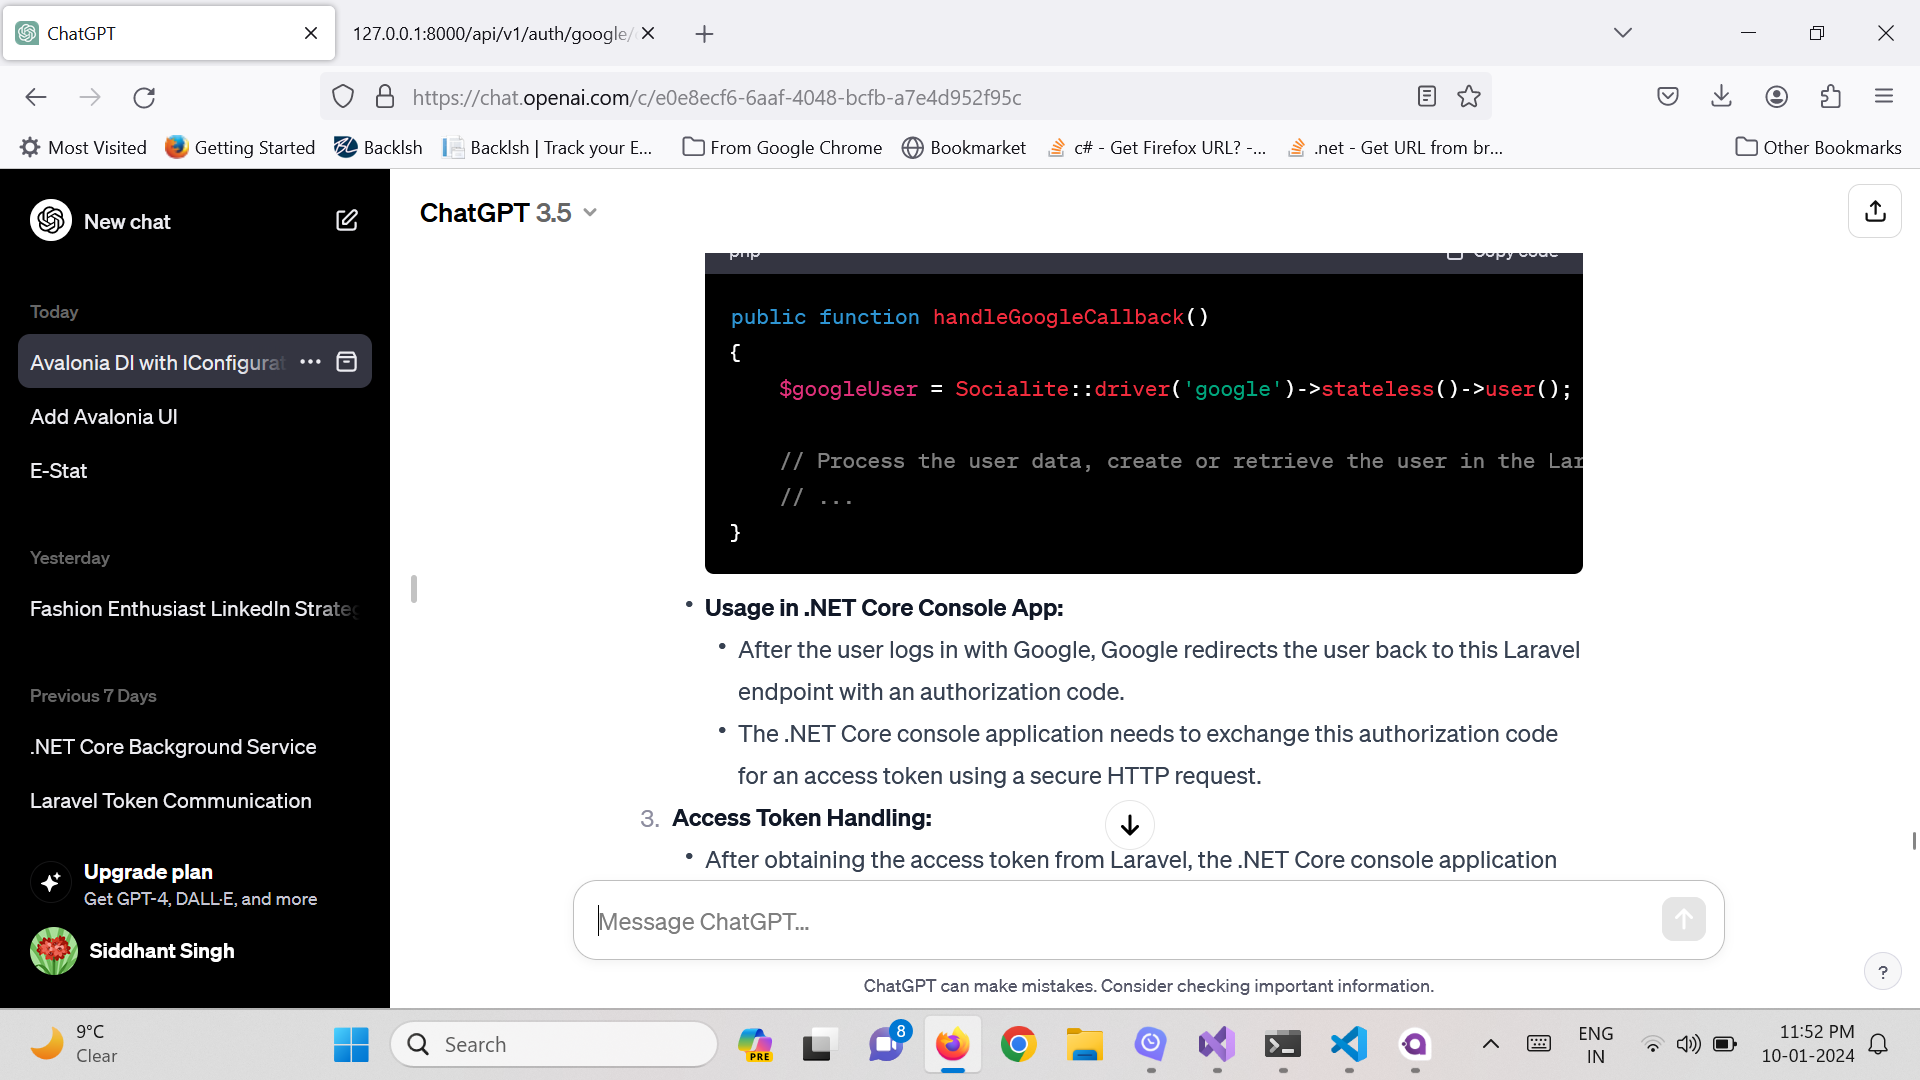 ChatGPT
127.0.0.1:8000/api/v1/auth/google/
https://chat.openai.com/c/e0e8ecf6-6aaf-4048-bcfb-a7e4d952f95c
Most Visited
Getting Started
Backlsh
Backlsh | Track your E...
From Google Chrome
Bookmarket
c# - Get Firefox URL? -...
.net - Get URL from br...
Other Bookmarks
New chat
Today
Avalonia DI with IConfigurat
Add Avalonia UI
E-Stat
Yesterday
Fashion Enthusiast LinkedIn Strateg
Previous 7 Days
.NET Core Background Service
Laravel Token Communication
Upgrade plan
Get GPT-4, DALL·E, and more
Siddhant Singh
ChatGPT 3.5
php
Copy code
public function handleGoogleCallback()
{
$googleUser = Socialite::driver('google')->stateless()->user();
// Process the user data, create or retrieve the user in the Lar
// ...
}
• Usage in .NET Core Console App:
• After the user logs in with Google, Google redirects the user back to this Laravel
endpoint with an authorization code.
• The .NET Core console application needs to exchange this authorization code
for an access token using a secure HTTP request.
3. Access Token Handling:
• After obtaining the access token from Laravel, the .NET Core console application
Message ChatGPT...
ChatGPT can make mistakes. Consider checking important information.
?
9°C
Clear
Search
PRE
8
ENG
IN
11:52 PM
10-01-2024